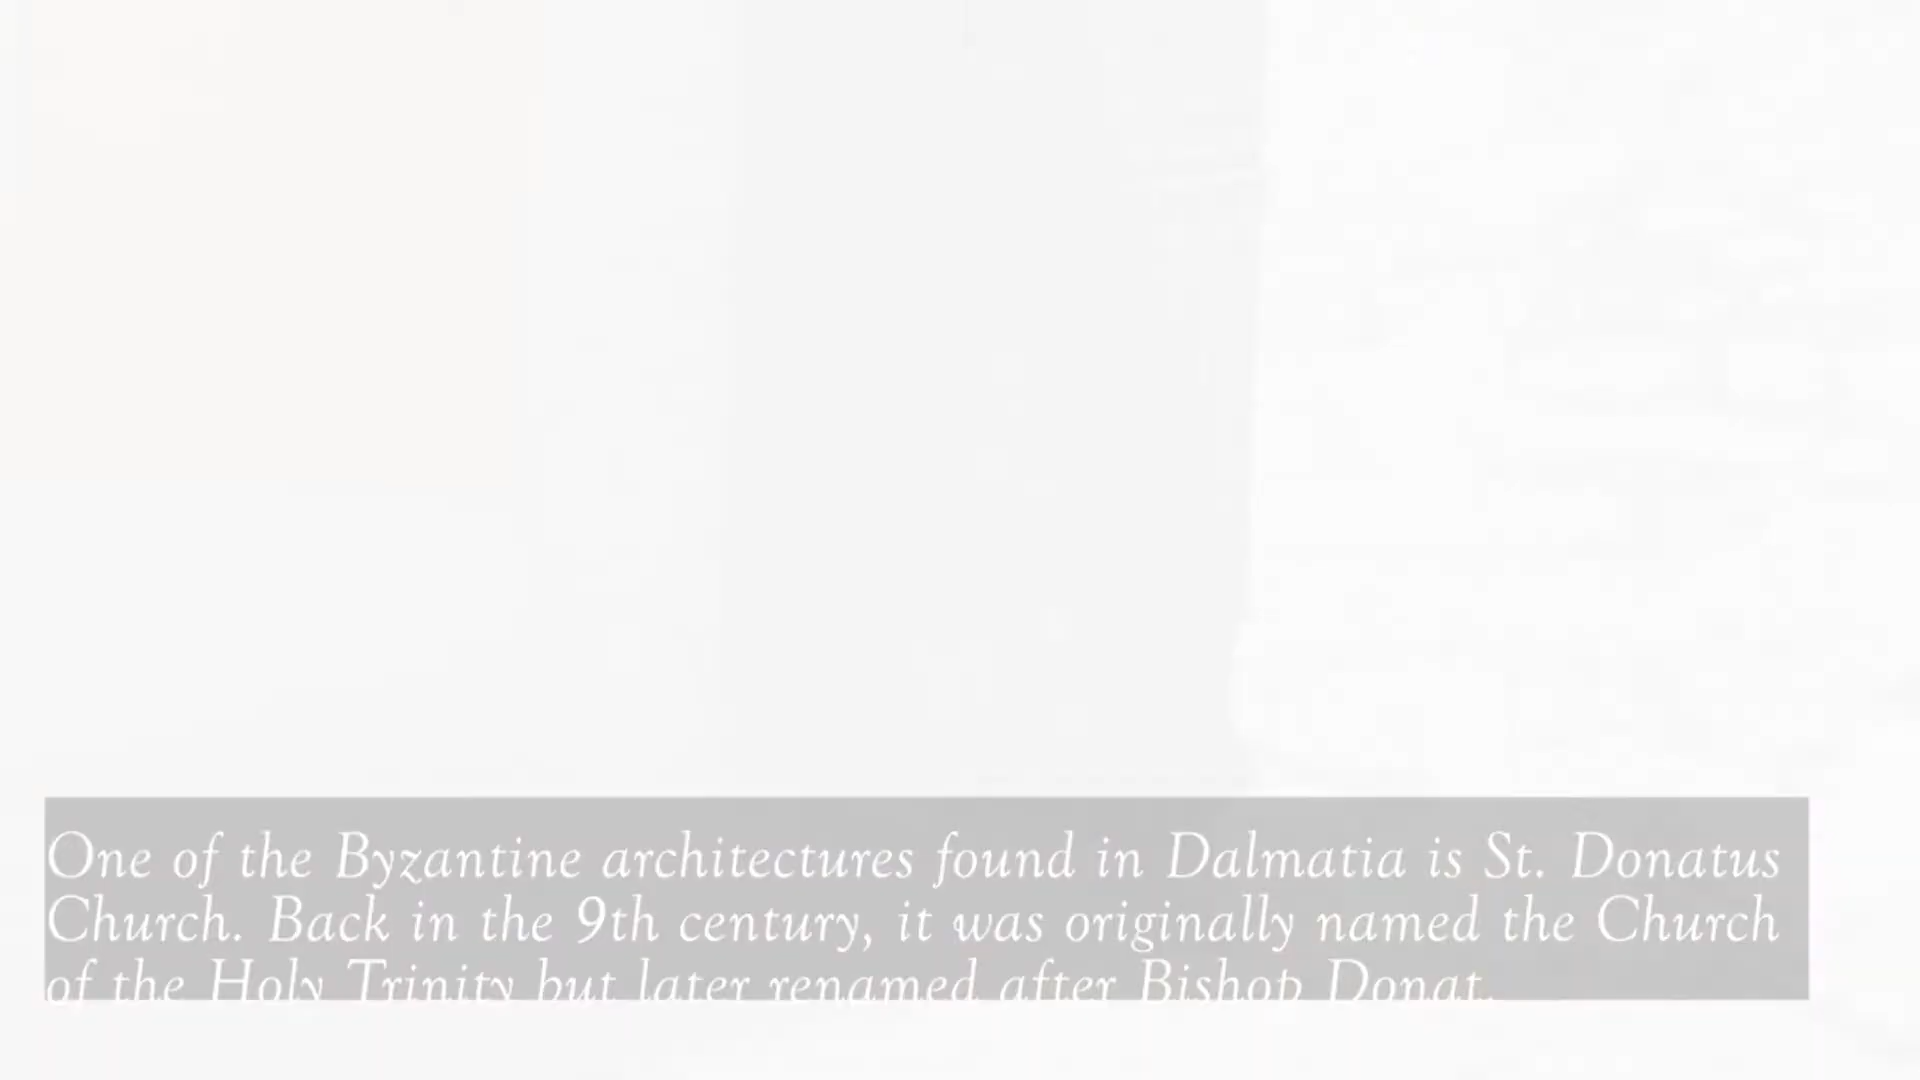 One of the Byzantine architectures found in Dalmatia is St. Donatus
Church. Back in the 9th century, it was originally named the Church
of the Holy Trinity but later renamed after Bishop Donat.